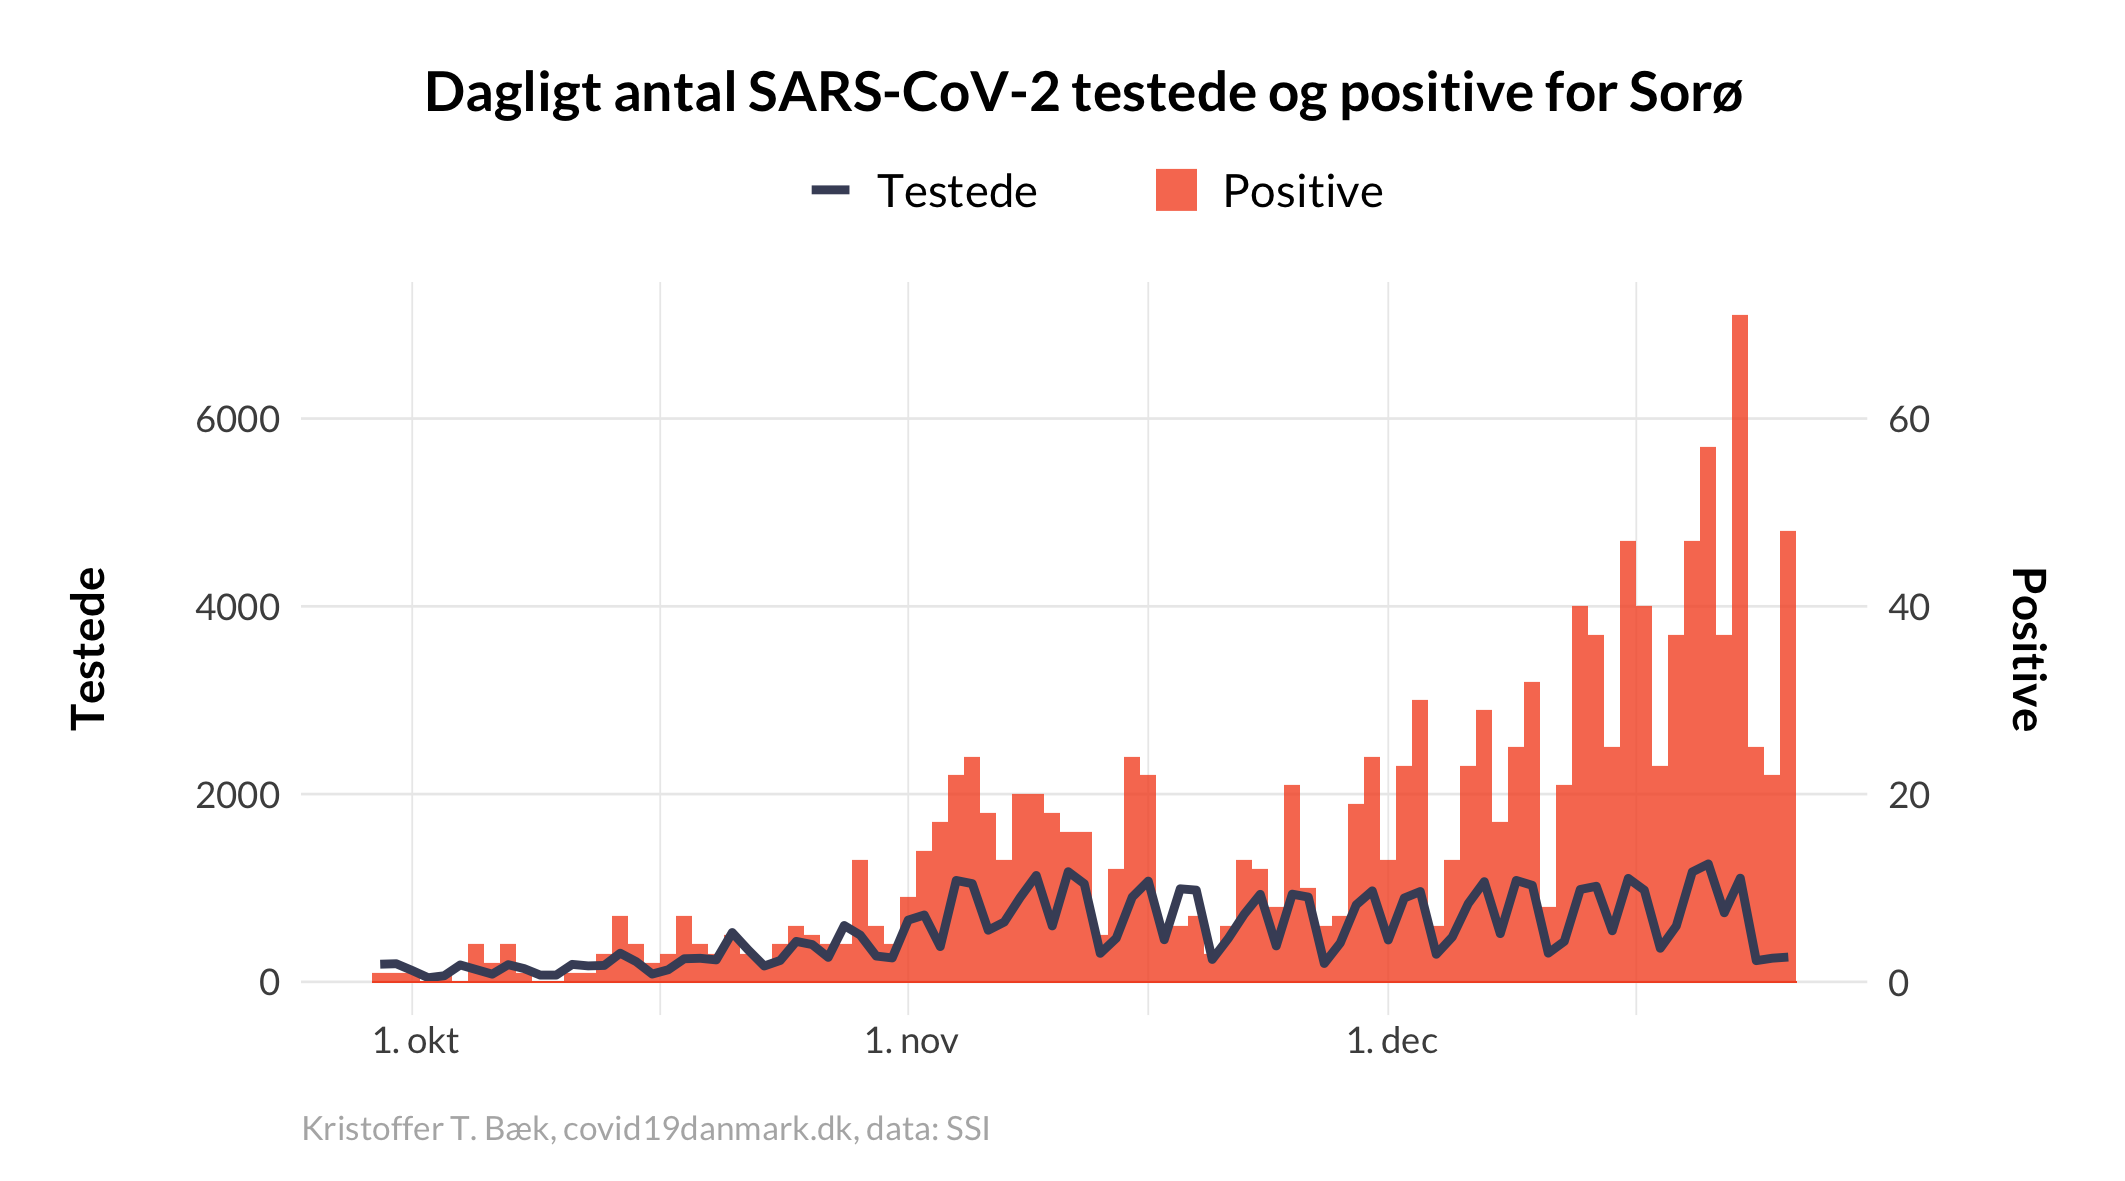 Dagligt antal SARS-CoV-2 testede og positive for Sorø
Testede
Positive
6000
4000
2000
0
Testede
60
40
20
0
Positive
1. okt
1. nov
1. dec
Kristoffer T. Bæk, covid19danmark.dk, data: SSI